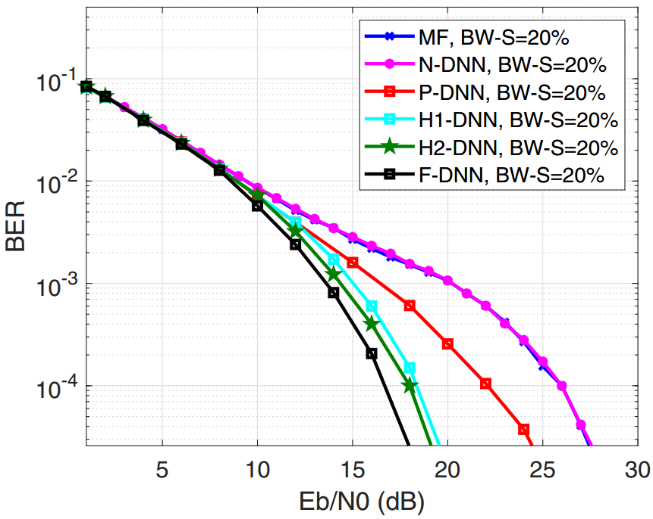 MF, BW-S=20%
N-DNN, BW-S=20%
P-DNN, BW-S=20%
H1-DNN, BW-S=20%
H2-DNN, BW-S=20%
F-DNN, BW-S=20%
BER
10^-1
10^-2
10^-3
10^-4
5 10 15 20 25 30
Eb/N0 (dB)